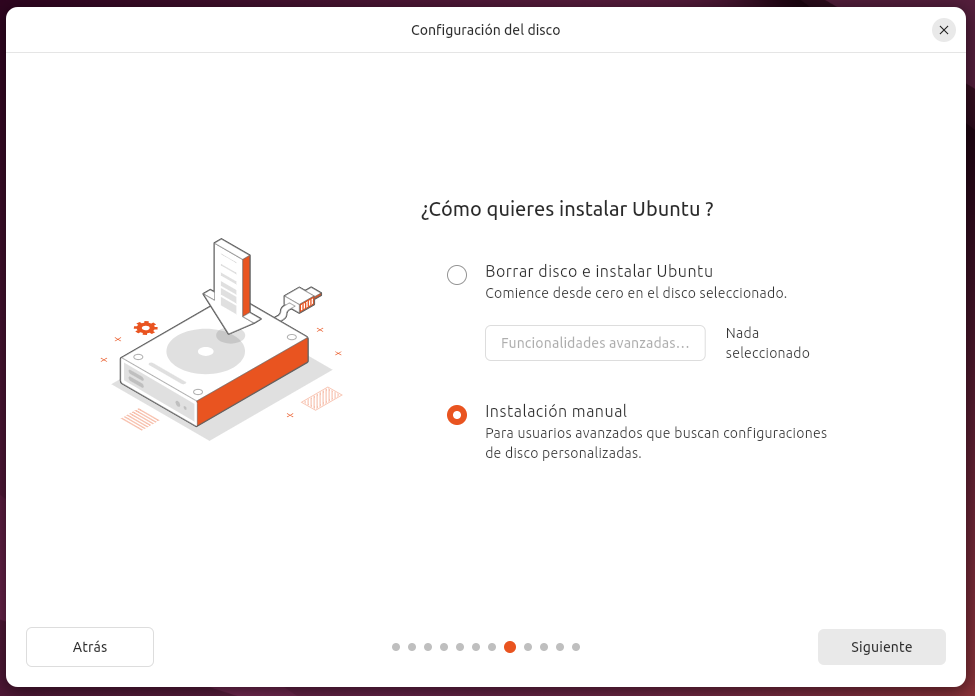 Configuración del disco
¿Cómo quieres instalar Ubuntu ?
Borrar disco e instalar Ubuntu
Comience desde cero en el disco seleccionado.
Funcionalidades avanzadas…
Nada
seleccionado
Instalación manual
Para usuarios avanzados que buscan configuraciones
de disco personalizadas.
Atrás
Siguiente